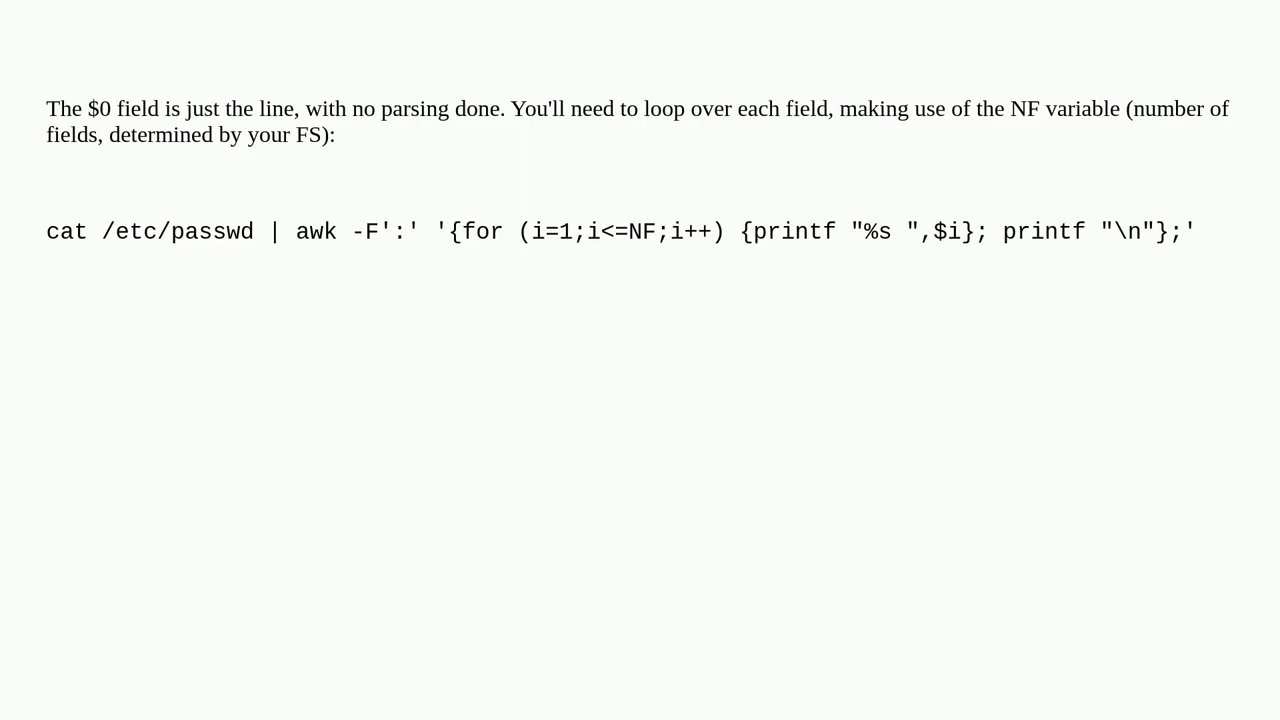 The $0 field is just the line, with no parsing done. You'll need to loop over each field, making use of the NF variable (number of
fields, determined by your FS):
cat /etc/passwd | awk -F':' '{for (i=1;i<=NF;i++) {printf "%s ",$i}; printf "\n"};'